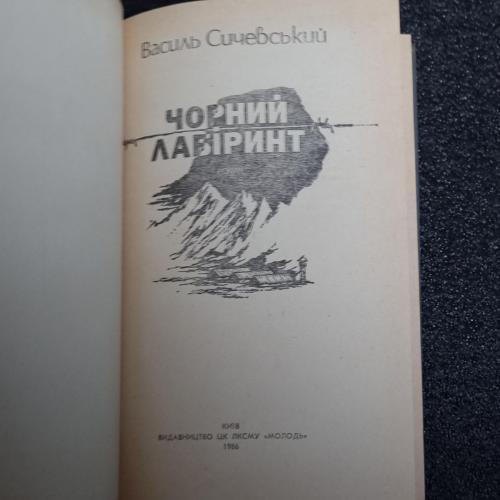 Василь Сичевський
ЧОРНИЙ
ЛАБІРИНТ
КИЇВ
ВИДАВНИЦТВО ЦК ЛКСМУ «МОЛОДЬ»
1986